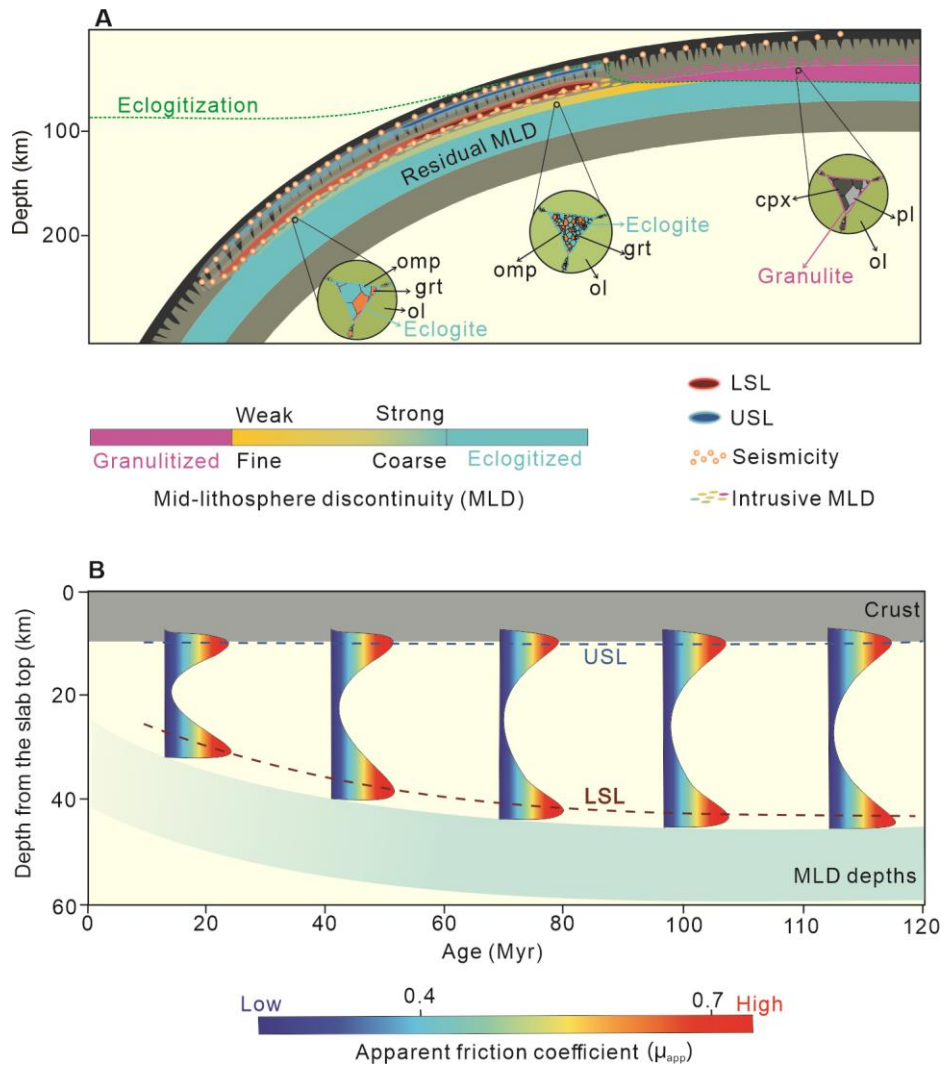 A
Eclogitization
Depth (km)
100
200
Residual MLD
cpx
pl
ol
Granulite
Eclogite
omp
grt
ol
omp
grt
ol
Eclogite
Weak
Strong
Granulitized
Fine
Coarse
Eclogitized
Mid-lithosphere discontinuity (MLD)
LSL
USL
Seismicity
Intrusive MLD
B
Depth from the slab top (km)
0
20
40
60
Crust
USL
LSL
MLD depths
0
20
40
60
80
100
120
Age (Myr)
Low
0.4
0.7
High
Apparent friction coefficient (μapp)